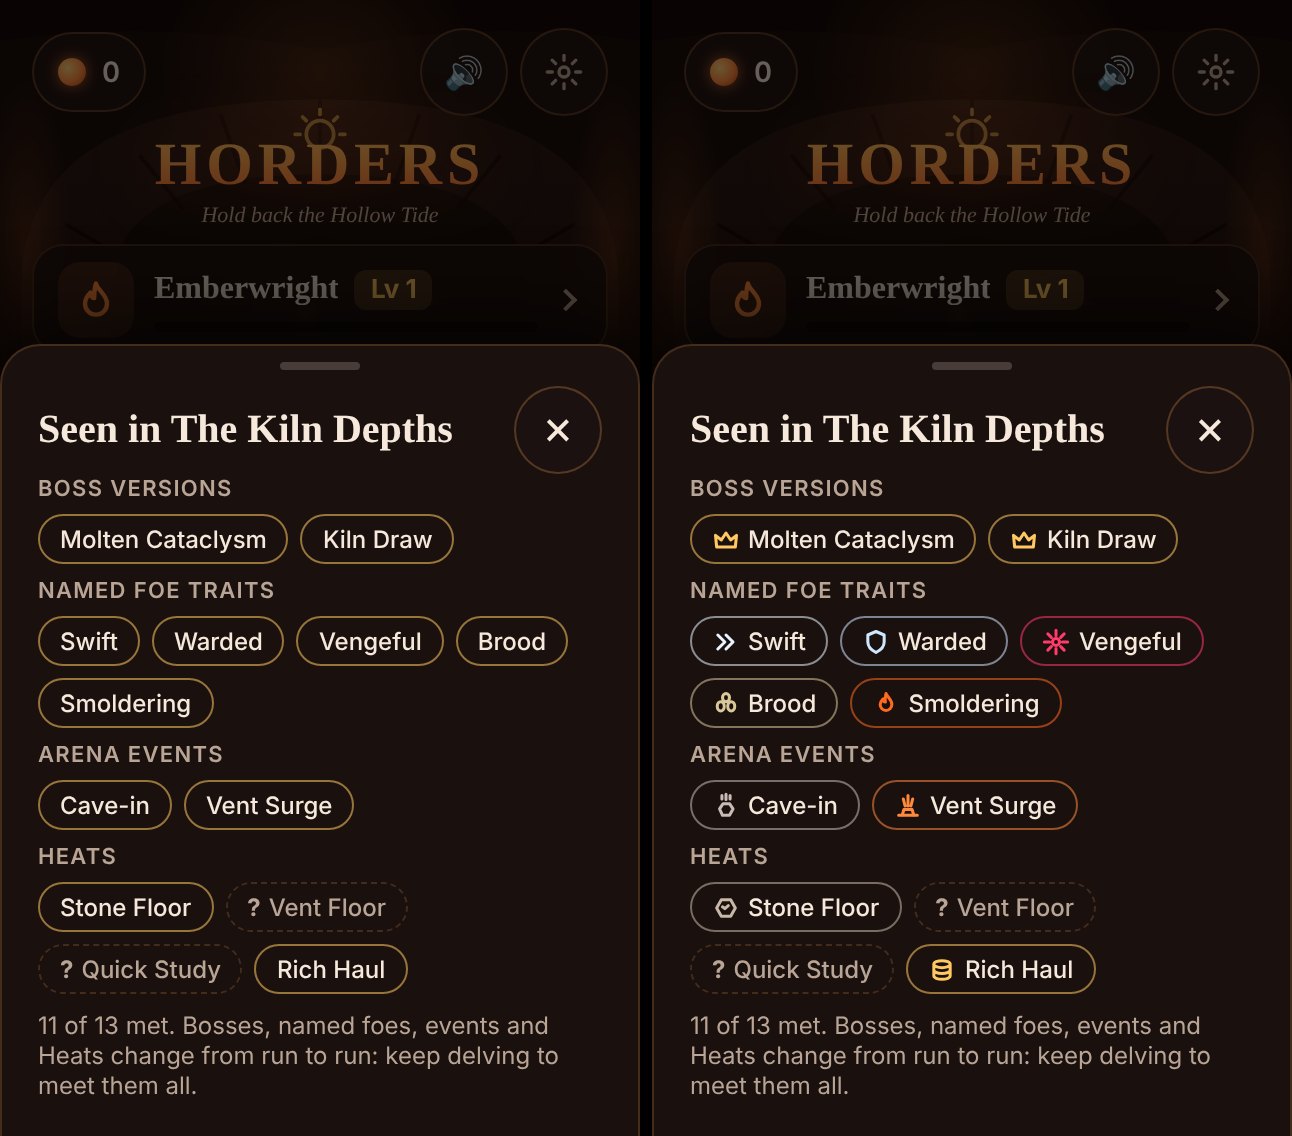 0
HORDERS
Hold back the Hollow Tide
Emberwright Lv 1
Seen in The Kiln Depths
BOSS VERSIONS
Molten Cataclysm Kiln Draw
NAMED FOE TRAITS
Swift Warded Vengeful Brood
Smoldering
ARENA EVENTS
Cave-in Vent Surge
HEATS
Stone Floor ? Vent Floor
? Quick Study Rich Haul
11 of 13 met. Bosses, named foes, events and
Heats change from run to run: keep delving to
meet them all.
0
HORDERS
Hold back the Hollow Tide
Emberwright Lv 1
Seen in The Kiln Depths
BOSS VERSIONS
Molten Cataclysm Kiln Draw
NAMED FOE TRAITS
Swift Warded Vengeful
Brood Smoldering
ARENA EVENTS
Cave-in Vent Surge
HEATS
Stone Floor ? Vent Floor
? Quick Study Rich Haul
11 of 13 met. Bosses, named foes, events and
Heats change from run to run: keep delving to
meet them all.